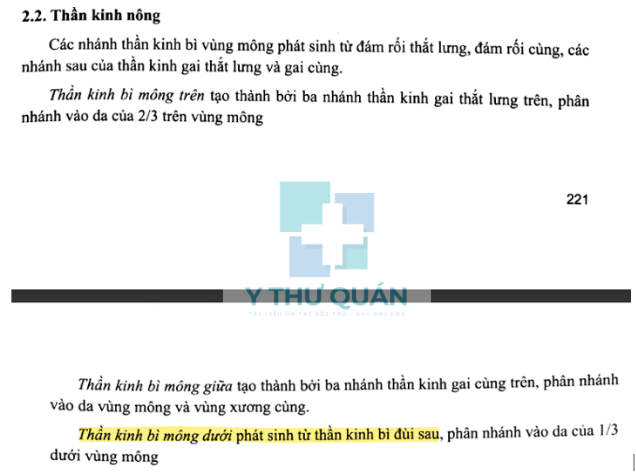 2.2. Thần kinh nông
Các nhánh thần kinh bì vùng mông phát sinh từ đám rối thắt lưng, đám rối cùng, các
nhánh sau của thần kinh gai thắt lưng và gai cùng.
Thần kinh bì mông trên tạo thành bởi ba nhánh thần kinh gai thắt lưng trên, phân
nhánh vào da của 2/3 trên vùng mông
221
Y THƯ QUÁN
TÀI LIỆU ÔN THI NỘI TRÚ - SAU ĐẠI HỌC
Thần kinh bì mông giữa tạo thành bởi ba nhánh thần kinh gai cùng trên, phân nhánh
vào da vùng mông và vùng xương cùng.
Thần kinh bì mông dưới phát sinh từ thần kinh bì đùi sau, phân nhánh vào da của 1/3
dưới vùng mông